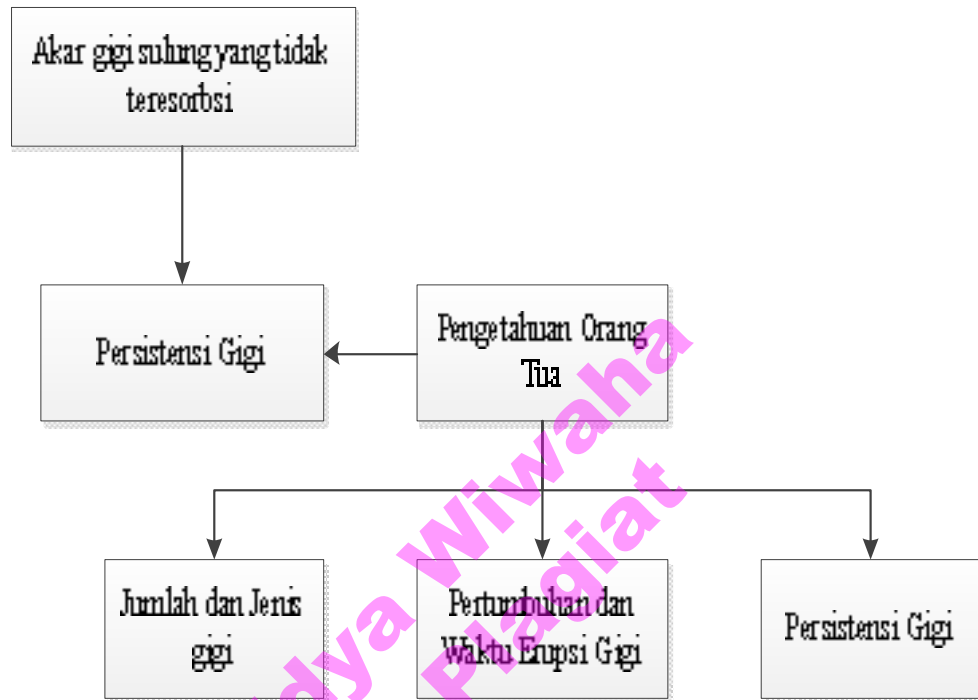 Akar gigi sulung yang tidak
teresorbsi
Persistensi Gigi
Pengetahuan Orang
Tua
Jumlah dan Jenis
gigi
Pertumbuhan dan
Waktu Erupsi Gigi
Persistensi Gigi
Wiwaha
Plagiat